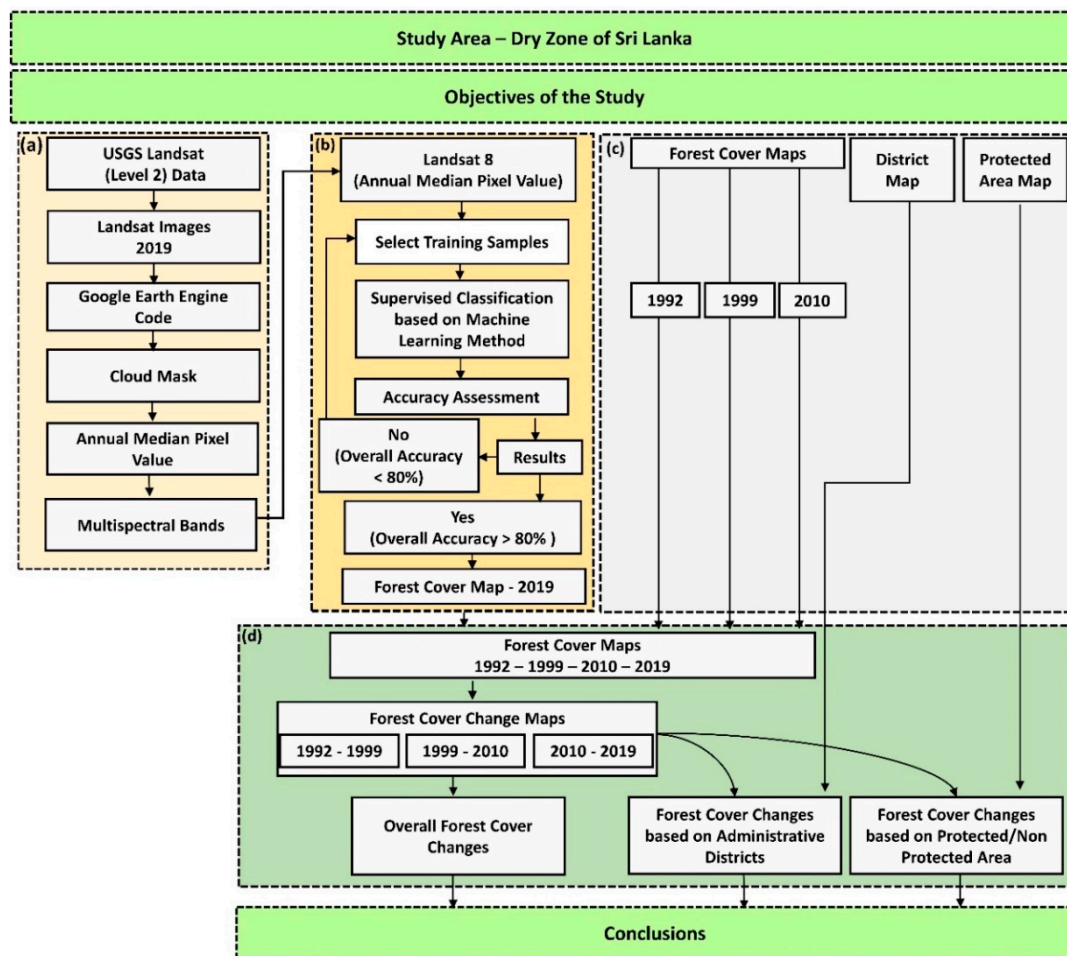 Study Area – Dry Zone of Sri Lanka
Objectives of the Study
(a)
USGS Landsat
(Level 2) Data
Landsat Images
2019
Google Earth Engine
Code
Cloud Mask
Annual Median Pixel
Value
Multispectral Bands
(b)
Landsat 8
(Annual Median Pixel Value)
Select Training Samples
Supervised Classification
based on Machine
Learning Method
Accuracy Assessment
No
(Overall Accuracy
< 80%)
Results
Yes
(Overall Accuracy > 80% )
Forest Cover Map - 2019
(c)
Forest Cover Maps
1992
1999
2010
District
Map
Protected
Area Map
(d)
Forest Cover Maps
1992 – 1999 – 2010 – 2019
Forest Cover Change Maps
1992 - 1999
1999 - 2010
2010 - 2019
Overall Forest Cover
Changes
Forest Cover Changes
based on Administrative
Districts
Forest Cover Changes
based on Protected/Non
Protected Area
Conclusions